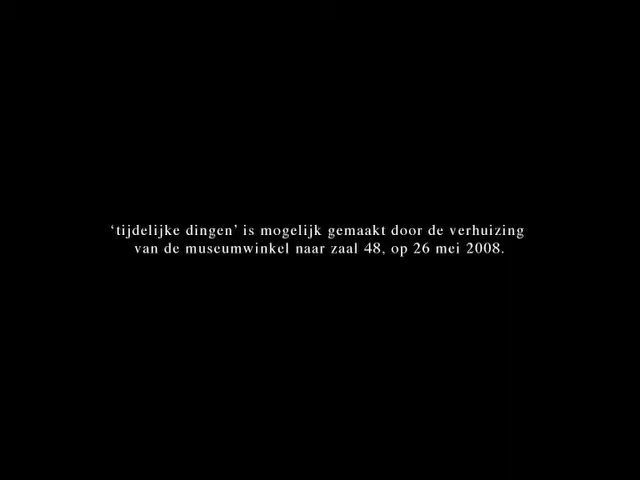 ‘tijdelijke dingen’ is mogelijk gemaakt door de verhuizing
van de museumwinkel naar zaal 48, op 26 mei 2008.